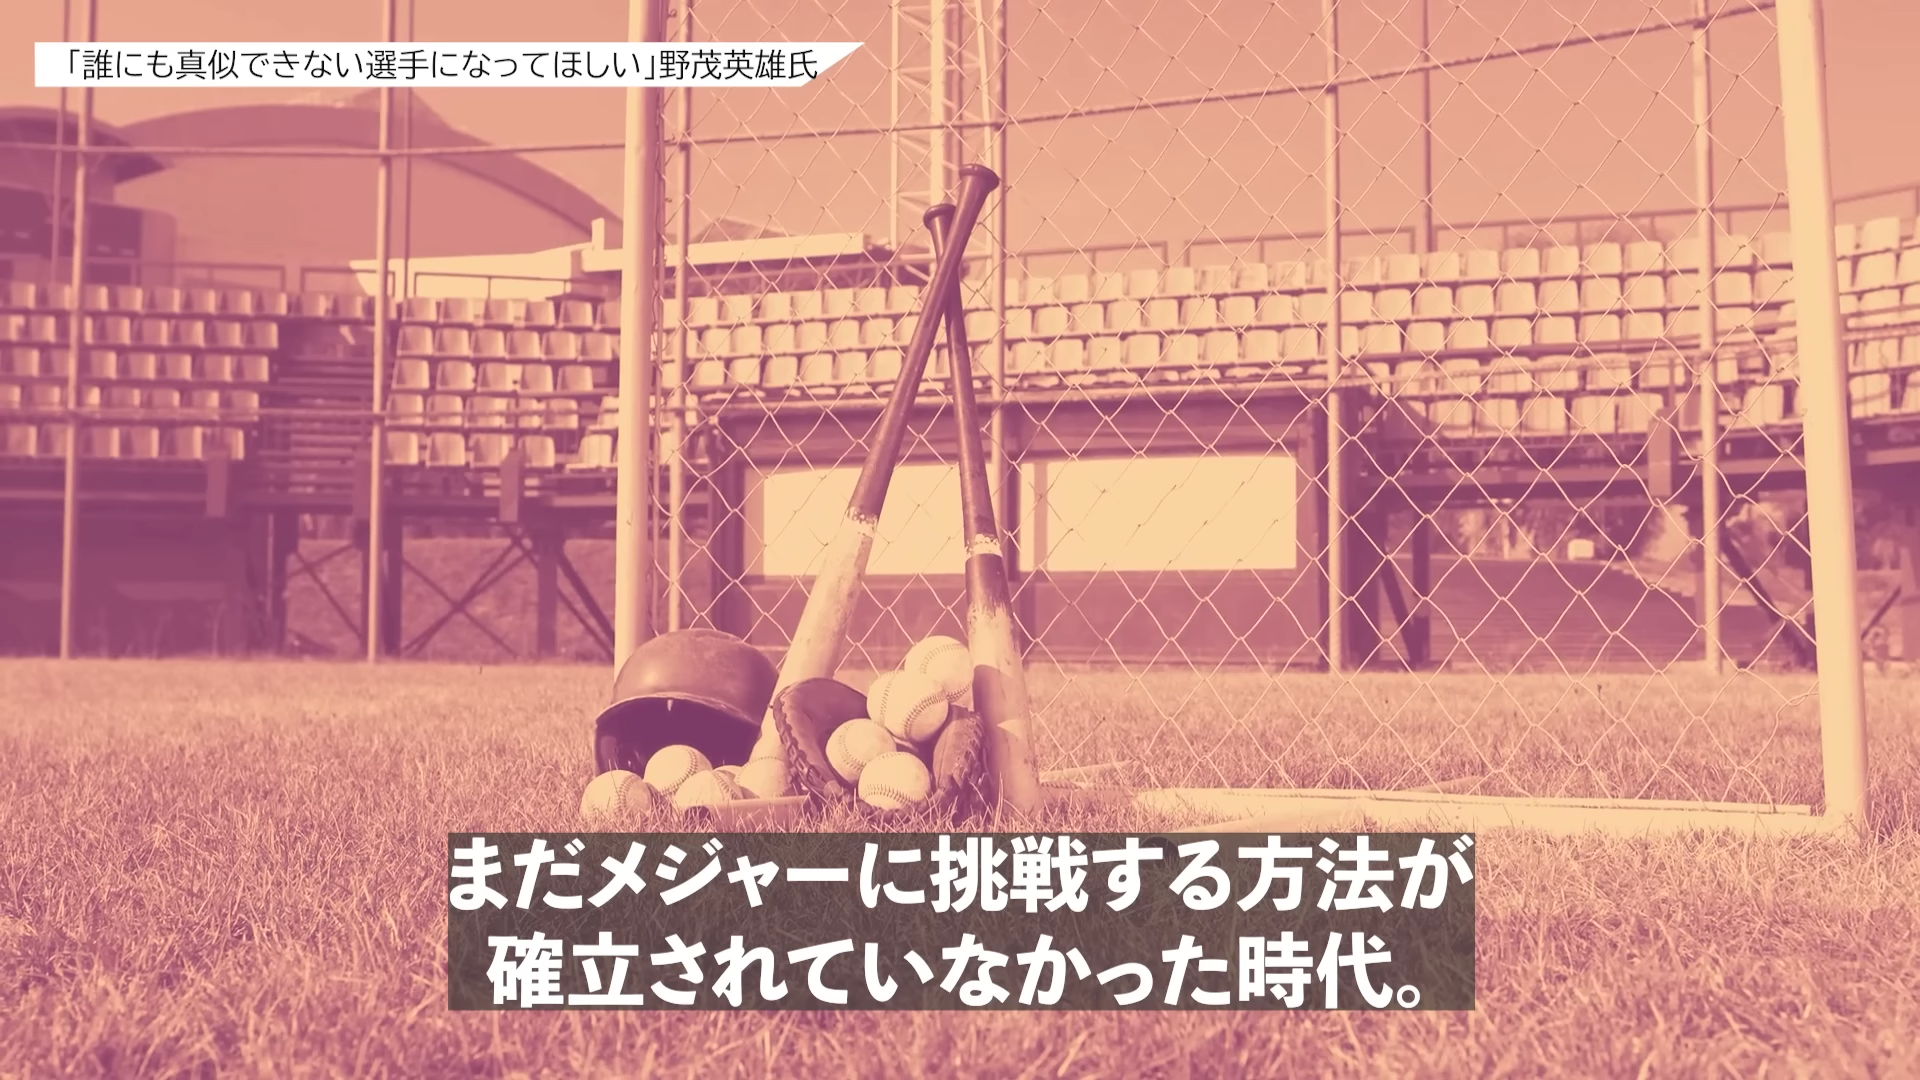 「誰にも真似できない選手になってほしい」野茂英雄氏
まだメジャーに挑戦する方法が
確立されていなかった時代。